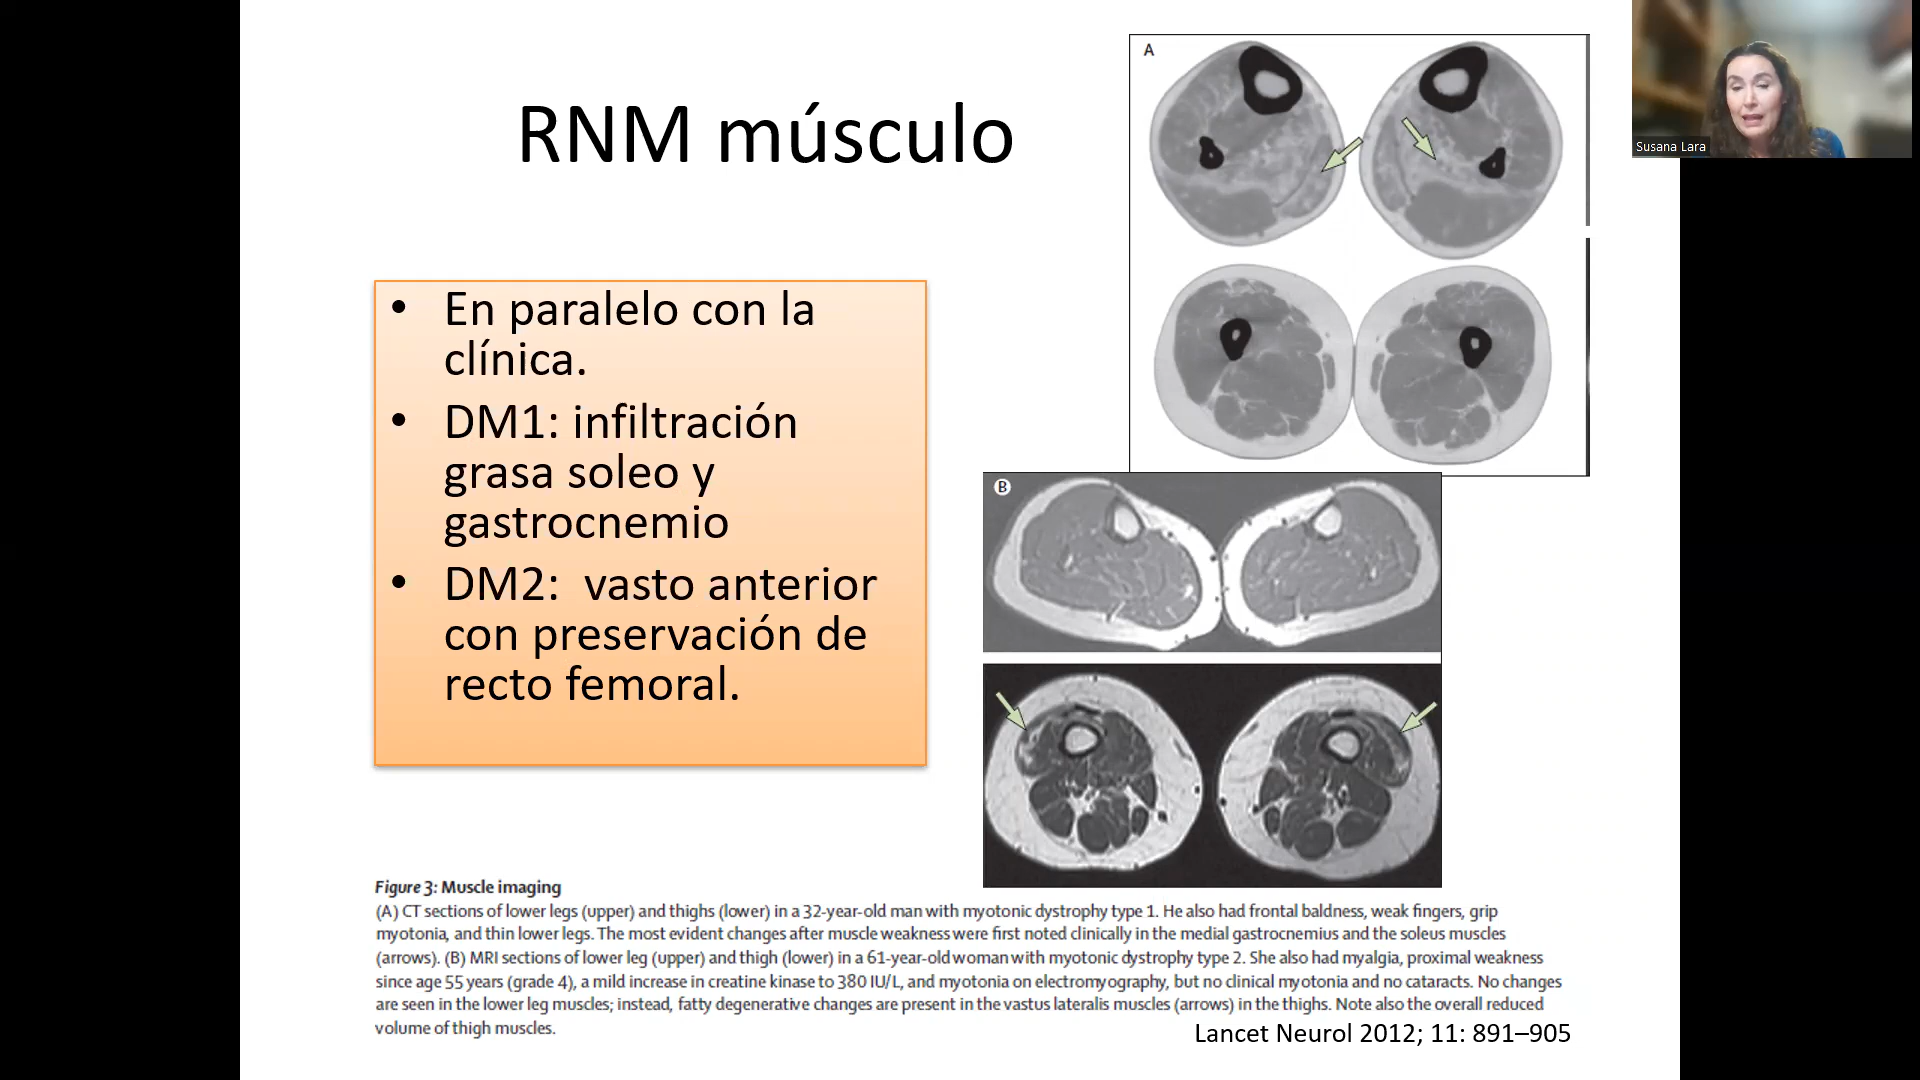 RNM músculo
A
Susana Lara
• En paralelo con la
clínica.
• DM1: infiltración
grasa soleo y
gastrocnemio
• DM2:  vasto anterior
con preservación de
recto femoral.
B
Figure 3: Muscle imaging
(A) CT sections of lower legs (upper) and thighs (lower) in a 32-year-old man with myotonic dystrophy type 1. He also had frontal baldness, weak fingers, grip
myotonia, and thin lower legs. The most evident changes after muscle weakness were first noted clinically in the medial gastrocnemius and the soleus muscles
(arrows). (B) MRI sections of lower leg (upper) and thigh (lower) in a 61-year-old woman with myotonic dystrophy type 2. She also had myalgia, proximal weakness
since age 55 years (grade 4), a mild increase in creatine kinase to 380 IU/L, and myotonia on electromyography, but no clinical myotonia and no cataracts. No changes
are seen in the lower leg muscles; instead, fatty degenerative changes are present in the vastus lateralis muscles (arrows) in the thighs. Note also the overall reduced
volume of thigh muscles.
Lancet Neurol 2012; 11: 891–905